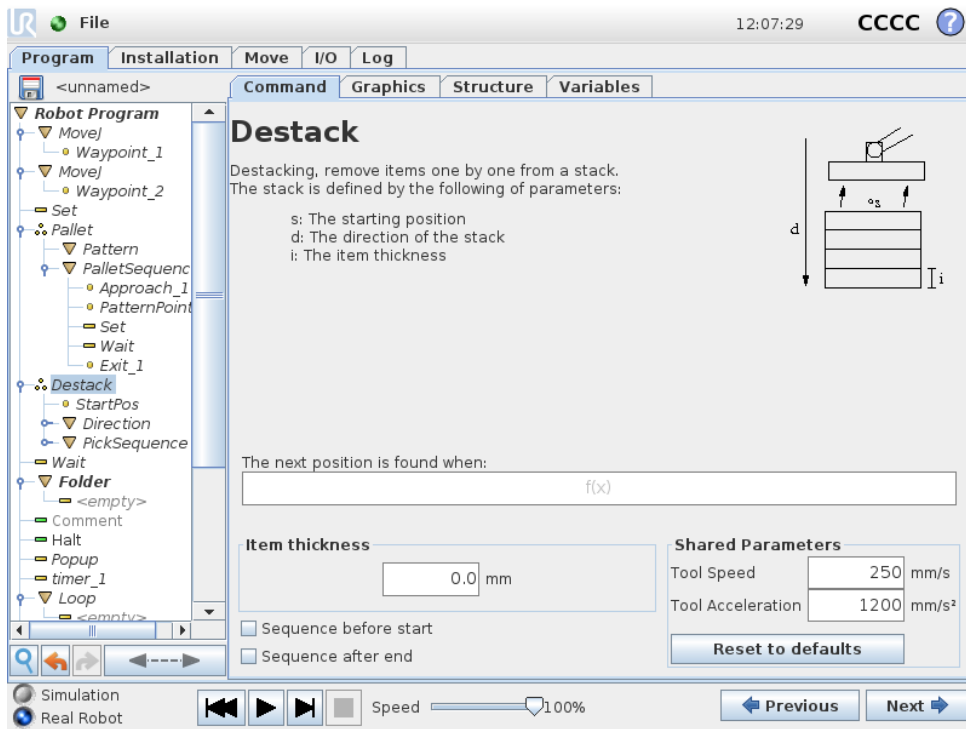 UR File 12:07:29 CCCC ?
Program Installation Move I/O Log
<unnamed> Command Graphics Structure Variables
Robot Program
MoveJ
Waypoint_1
MoveJ
Waypoint_2
Set
Pallet
Pattern
PalletSequenc
Approach_1
PatternPoint
Set
Wait
Exit_1
Destack
StartPos
Direction
PickSequence
Wait
Folder
<empty>
Comment
Halt
Popup
timer_1
Loop
<empty>
Destack
Destacking, remove items one by one from a stack.
The stack is defined by the following of parameters:
s: The starting position
d: The direction of the stack
i: The item thickness
s
d
i
The next position is found when:
f(x)
Item thickness
0.0 mm
Sequence before start
Sequence after end
Shared Parameters
Tool Speed 250 mm/s
Tool Acceleration 1200 mm/s²
Reset to defaults
Simulation
Real Robot
Speed 100%
Previous Next